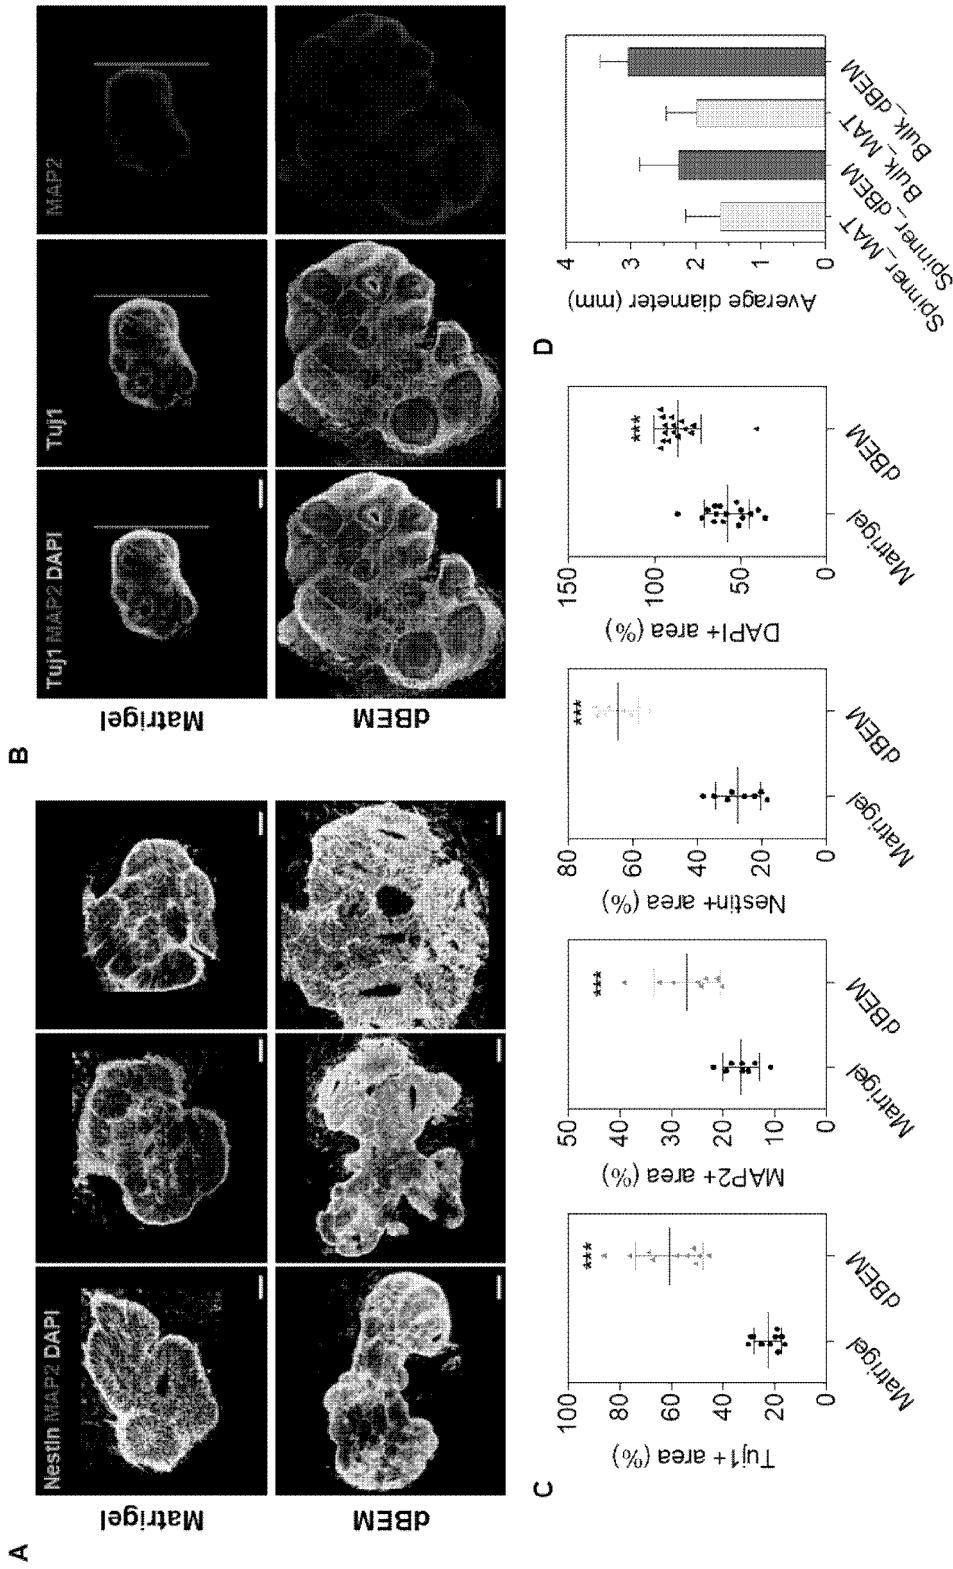 A
Nestin MAP2 DAPI
Matrigel
dBEM
B
Tuj1 MAP2 DAPI
Tuj1
MAP2
Matrigel
dBEM
C
Tuj1+ area (%)
100
80
60
40
20
0
***
Matrigel
dBEM
MAP2+ area (%)
50
40
30
20
10
0
***
Matrigel
dBEM
Nestin+ area (%)
80
60
40
20
0
***
Matrigel
dBEM
DAPI+ area (%)
150
100
50
0
***
Matrigel
dBEM
D
Average diameter (mm)
4
3
2
1
0
Spinner_MAT
Spinner_dBEM
Bulk_MAT
Bulk_dBEM